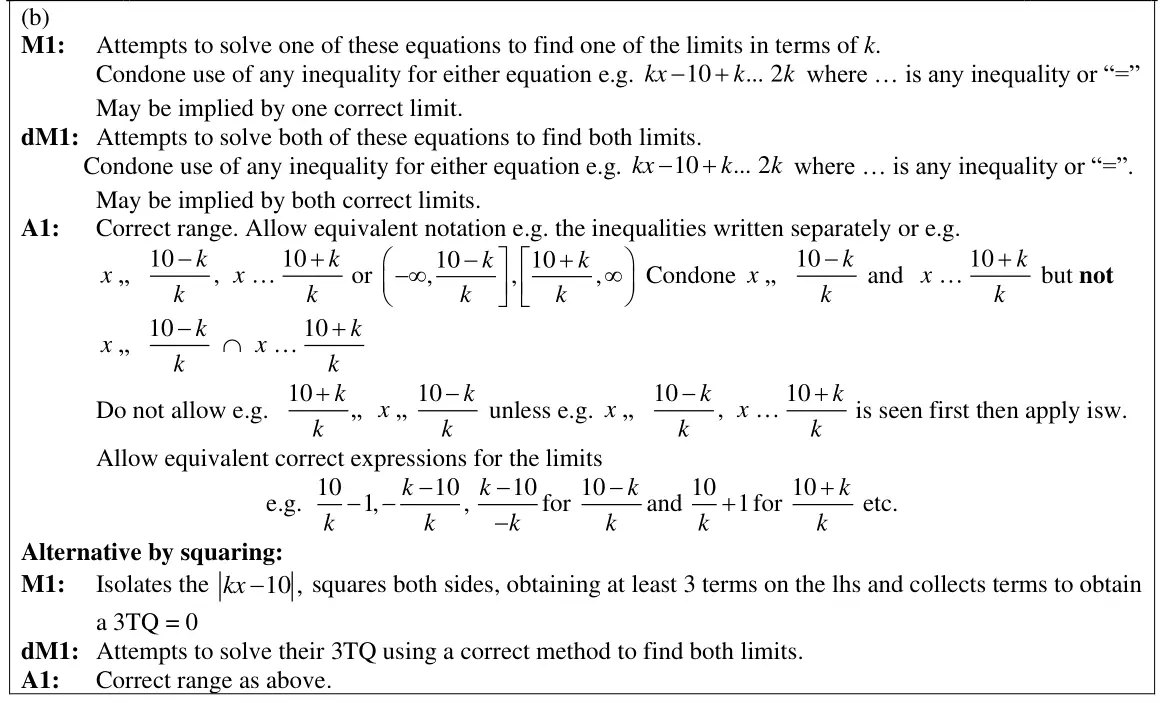 (b)
M1: Attempts to solve one of these equations to find one of the limits in terms of k.
Condone use of any inequality for either equation e.g. kx−10+k... 2k where … is any inequality or “=”
May be implied by one correct limit.
dM1: Attempts to solve both of these equations to find both limits.
Condone use of any inequality for either equation e.g. kx−10+k... 2k where … is any inequality or “=”.
May be implied by both correct limits.
A1: Correct range. Allow equivalent notation e.g. the inequalities written separately or e.g.
x „ (10−k)/k, x … (10+k)/k or (−∞, (10−k)/k], [(10+k)/k, ∞) Condone x „ (10−k)/k and x … (10+k)/k but not
x „ (10−k)/k ∩ x … (10+k)/k
Do not allow e.g. (10+k)/k „ x „ (10−k)/k unless e.g. x „ (10−k)/k, x … (10+k)/k is seen first then apply isw.
Allow equivalent correct expressions for the limits
e.g. 10/k −1, −(k−10)/k, (k−10)/−k for (10−k)/k and 10/k +1 for (10+k)/k etc.
Alternative by squaring:
M1: Isolates the |kx−10|, squares both sides, obtaining at least 3 terms on the lhs and collects terms to obtain
a 3TQ = 0
dM1: Attempts to solve their 3TQ using a correct method to find both limits.
A1: Correct range as above.